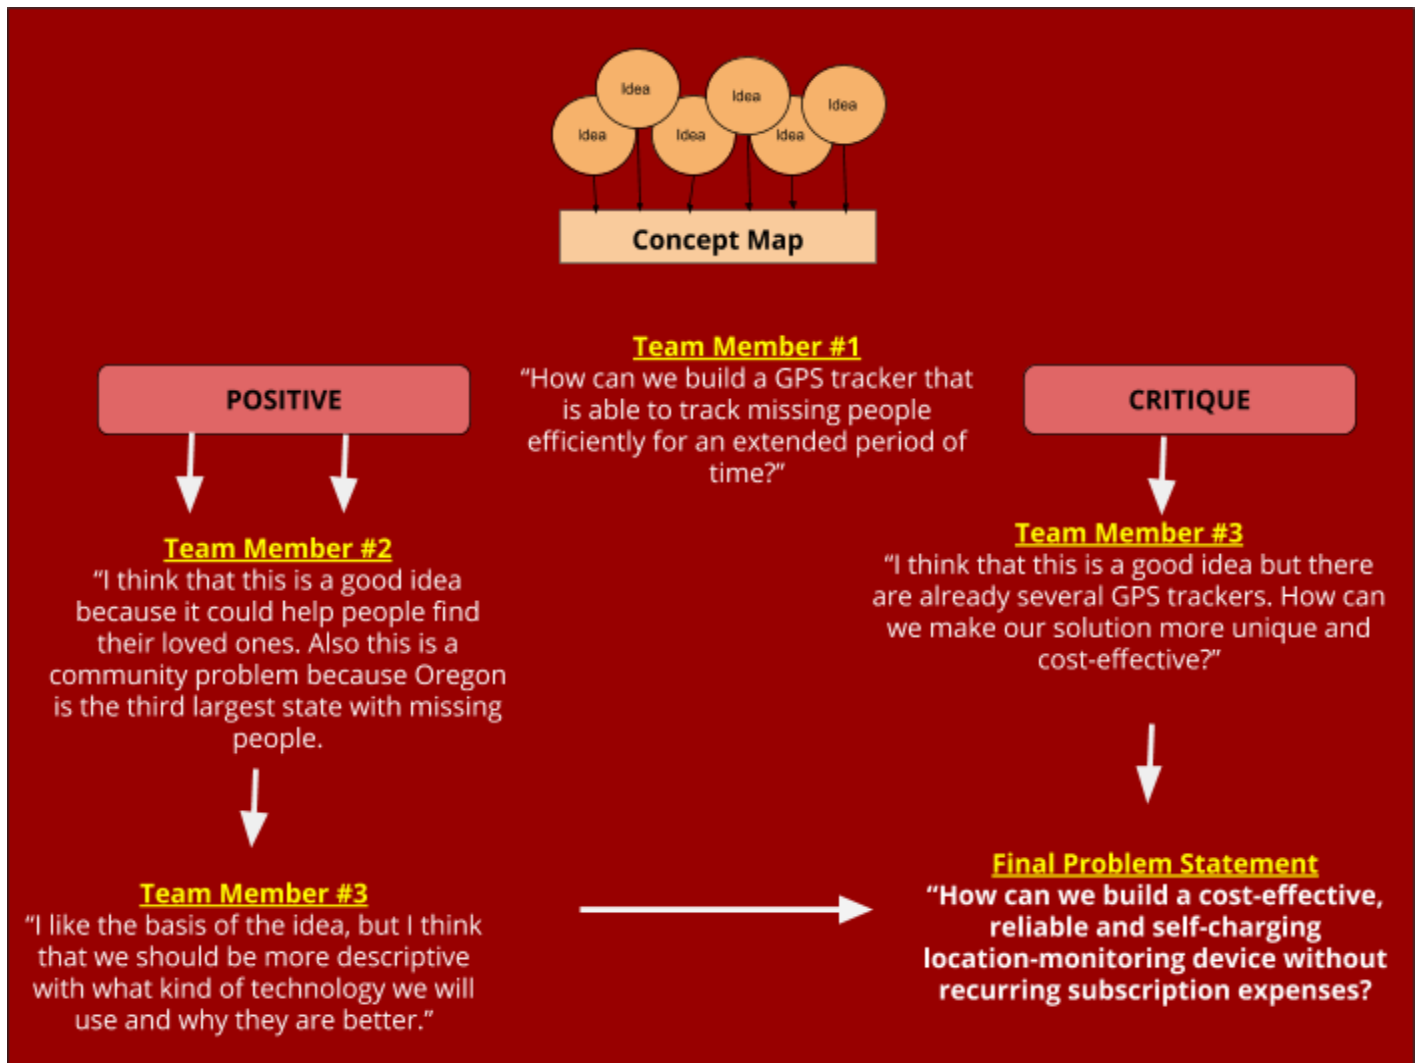 Idea
Idea
Idea
Idea
Idea
Idea
Concept Map
Team Member #1
“How can we build a GPS tracker that
is able to track missing people
efficiently for an extended period of
time?”
POSITIVE
Team Member #2
“I think that this is a good idea
because it could help people find
their loved ones. Also this is a
community problem because Oregon
is the third largest state with missing
people.
Team Member #3
“I like the basis of the idea, but I think
that we should be more descriptive
with what kind of technology we will
use and why they are better.”
CRITIQUE
Team Member #3
“I think that this is a good idea but there
are already several GPS trackers. How can
we make our solution more unique and
cost-effective?”
Final Problem Statement
“How can we build a cost-effective,
reliable and self-charging
location-monitoring device without
recurring subscription expenses?